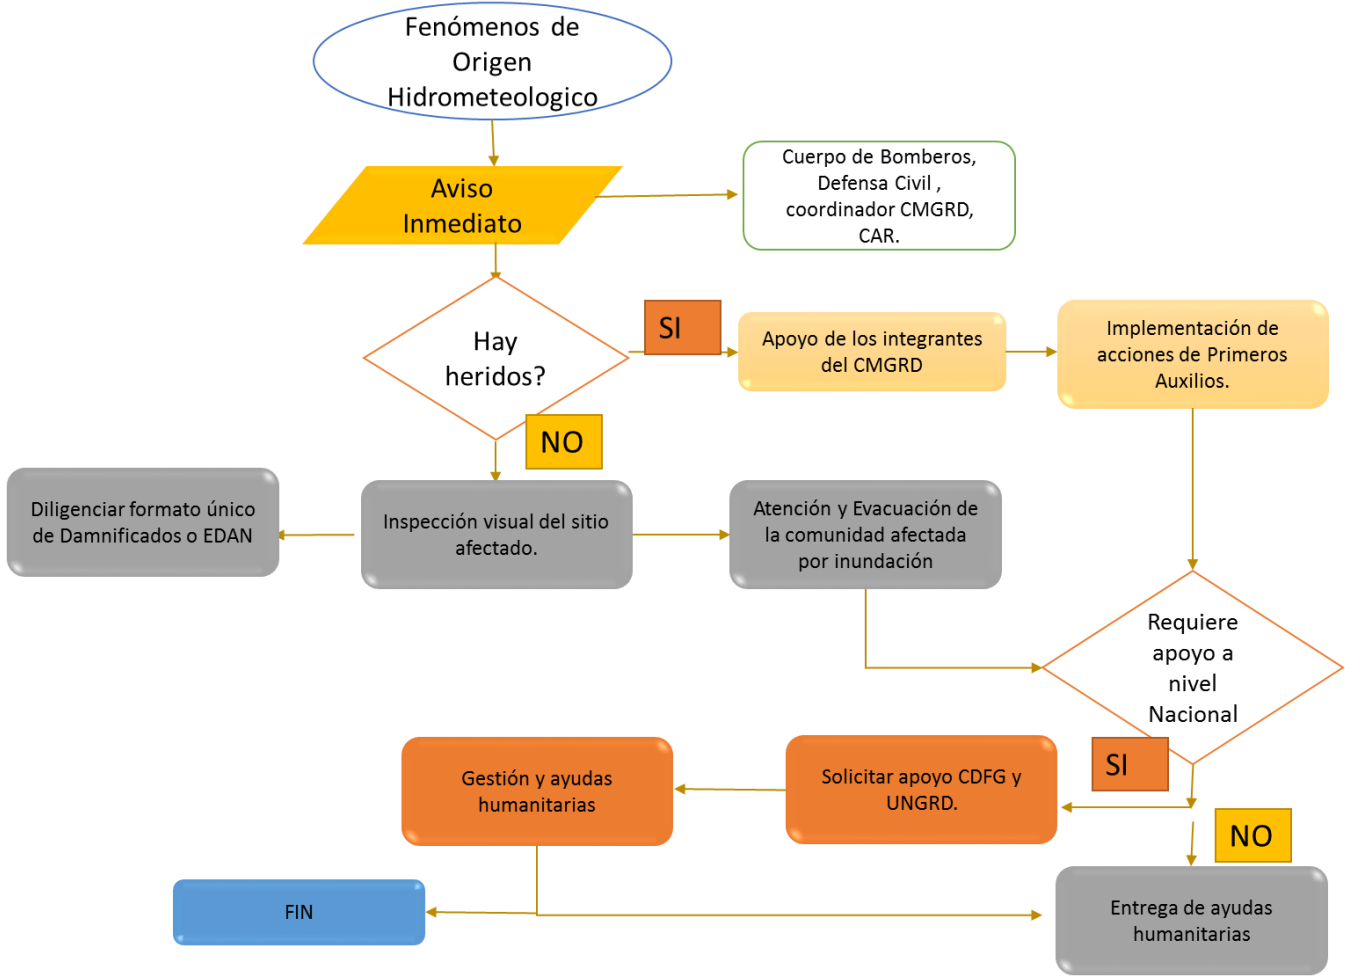 Fenómenos de
Origen
Hidrometeologico
Aviso
Inmediato
Cuerpo de Bomberos,
Defensa Civil ,
coordinador CMGRD,
CAR.
Hay
heridos?
SI
Apoyo de los integrantes
del CMGRD
Implementación de
acciones de Primeros
Auxilios.
NO
Diligenciar formato único
de Damnificados o EDAN
Inspección visual del sitio
afectado.
Atención y Evacuación de
la comunidad afectada
por inundación
Requiere
apoyo a
nivel
Nacional
SI
Solicitar apoyo CDFG y
UNGRD.
Gestión y ayudas
humanitarias
NO
Entrega de ayudas
humanitarias
FIN